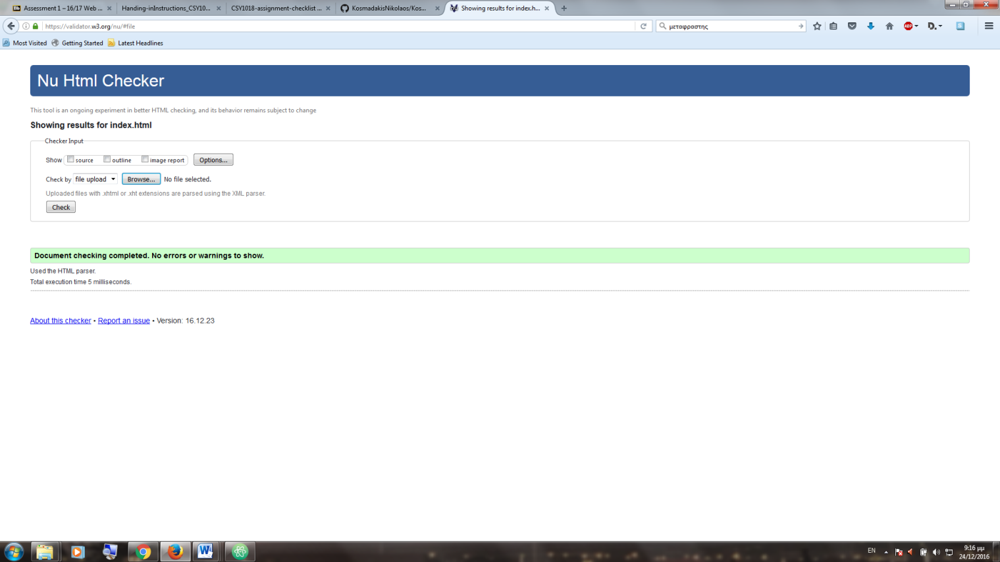 Assessment 1 – 16/17 Web ...
Handing-inInstructions_CSY10...
CSY1018-assignment-checklist ...
KosmadakisNikolaos/Kos...
Showing results for index.h...
https://validator.w3.org/nu/#file
μεταφραστης
ABP
D.
Most Visited
Getting Started
Latest Headlines
Nu Html Checker
This tool is an ongoing experiment in better HTML checking, and its behavior remains subject to change
Showing results for index.html
Checker Input
Show source outline image report Options...
Check by file upload Browse... No file selected.
Uploaded files with .xhtml or .xht extensions are parsed using the XML parser.
Check
Document checking completed. No errors or warnings to show.
Used the HTML parser.
Total execution time 5 milliseconds.
About this checker • Report an issue • Version: 16.12.23
EN
9:16 μμ
24/12/2016